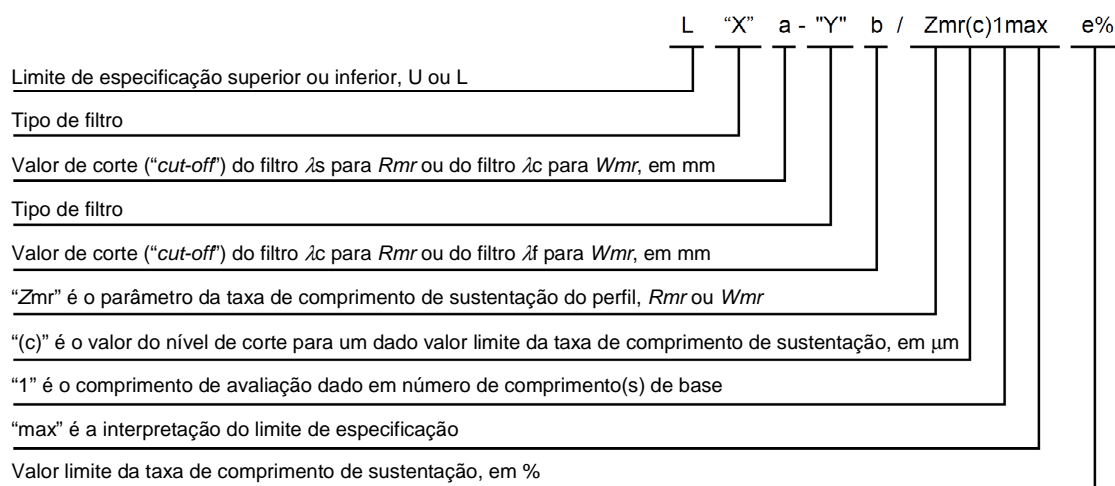 L “X” a - "Y" b / Zmr(c)1max e%
Limite de especificação superior ou inferior, U ou L
Tipo de filtro
Valor de corte (“cut-off”) do filtro λs para Rmr ou do filtro λc para Wmr, em mm
Tipo de filtro
Valor de corte (“cut-off”) do filtro λc para Rmr ou do filtro λf para Wmr, em mm
“Zmr” é o parâmetro da taxa de comprimento de sustentação do perfil, Rmr ou Wmr
“(c)” é o valor do nível de corte para um dado valor limite da taxa de comprimento de sustentação, em μm
“1” é o comprimento de avaliação dado em número de comprimento(s) de base
“max” é a interpretação do limite de especificação
Valor limite da taxa de comprimento de sustentação, em %